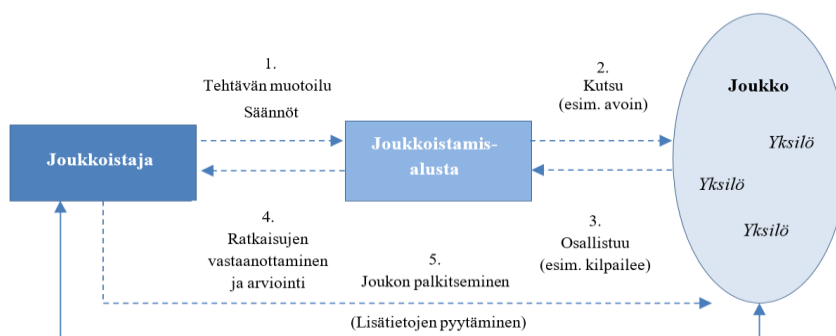 1.
Tehtävän muotoilu
Säännöt
2.
Kutsu
(esim. avoin)
Joukko
Yksilö
Yksilö
Yksilö
Joukkoistaja
Joukkoistamis-
alusta
4.
Ratkaisujen
vastaanottaminen
ja arviointi
3.
Osallistuu
(esim. kilpailee)
5.
Joukon palkitseminen
(Lisätietojen pyytäminen)